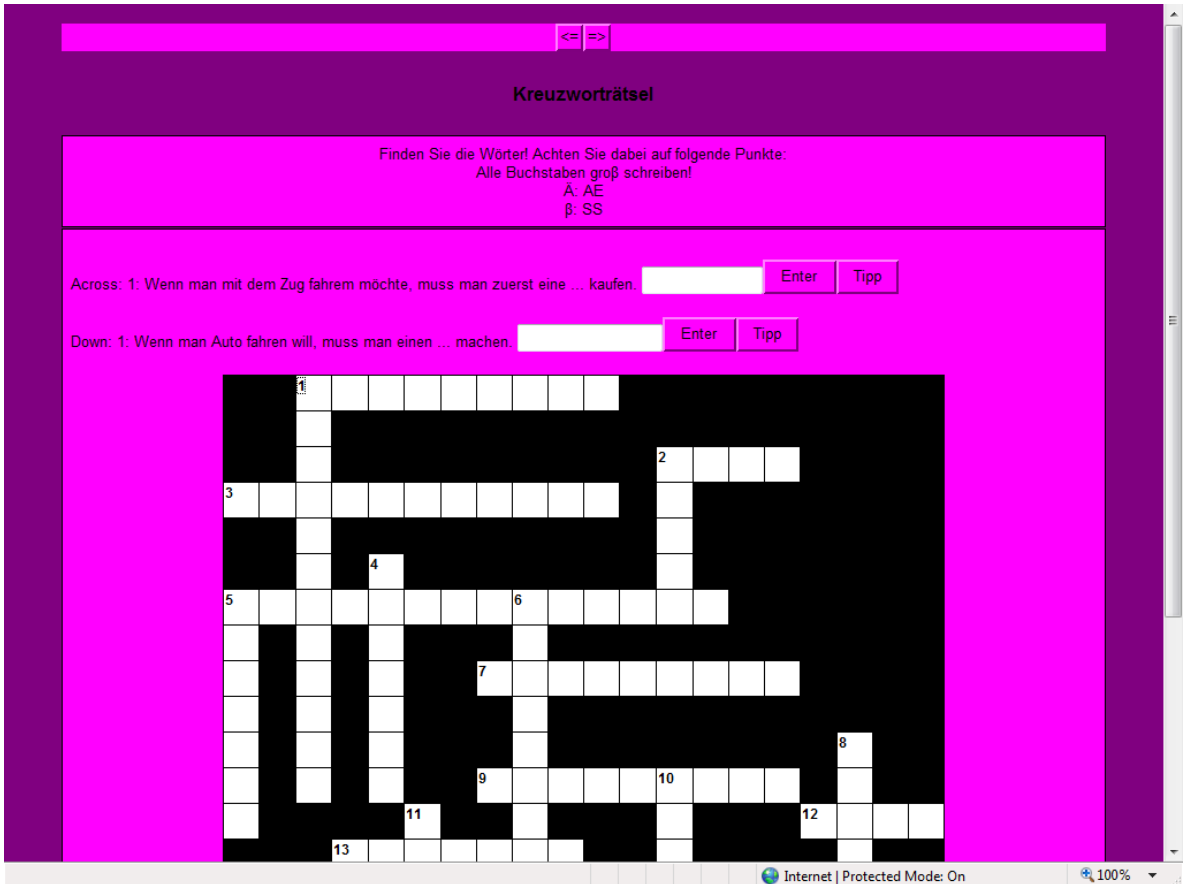 <= =>
Kreuzworträtsel
Finden Sie die Wörter! Achten Sie dabei auf folgende Punkte:
Alle Buchstaben groβ schreiben!
Ä: AE
β: SS
Across: 1: Wenn man mit dem Zug fahrem möchte, muss man zuerst eine ... kaufen. Enter Tipp
Down: 1: Wenn man Auto fahren will, muss man einen ... machen. Enter Tipp
1
2
3
4
5 6
7
8
9 10
11 12
13
Internet | Protected Mode: On 100%